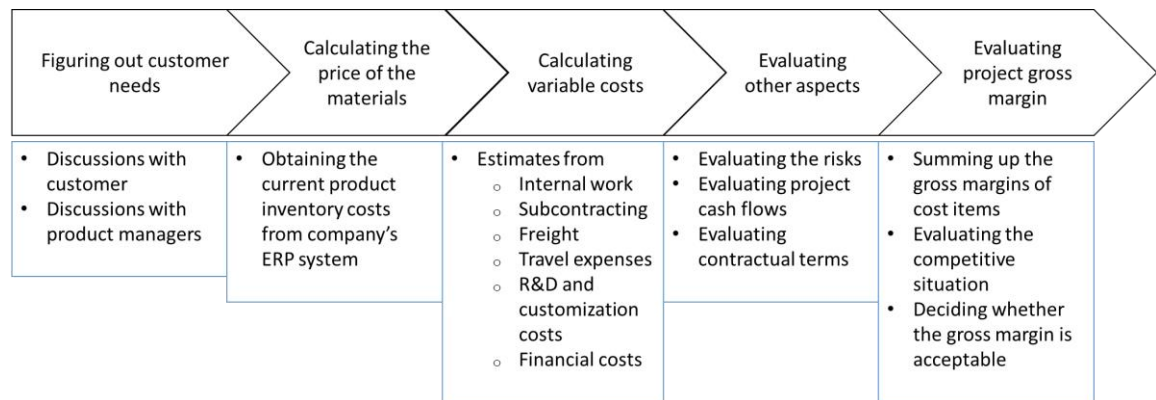 Figuring out customer
needs
Calculating the
price of the
materials
Calculating
variable costs
Evaluating
other aspects
Evaluating
project gross
margin
• Discussions with
customer
• Discussions with
product managers
• Obtaining the
current product
inventory costs
from company's
ERP system
• Estimates from
o Internal work
o Subcontracting
o Freight
o Travel expenses
o R&D and
customization
costs
o Financial costs
• Evaluating the risks
• Evaluating project
cash flows
• Evaluating
contractual terms
• Summing up the
gross margins of
cost items
• Evaluating the
competitive
situation
• Deciding whether
the gross margin is
acceptable